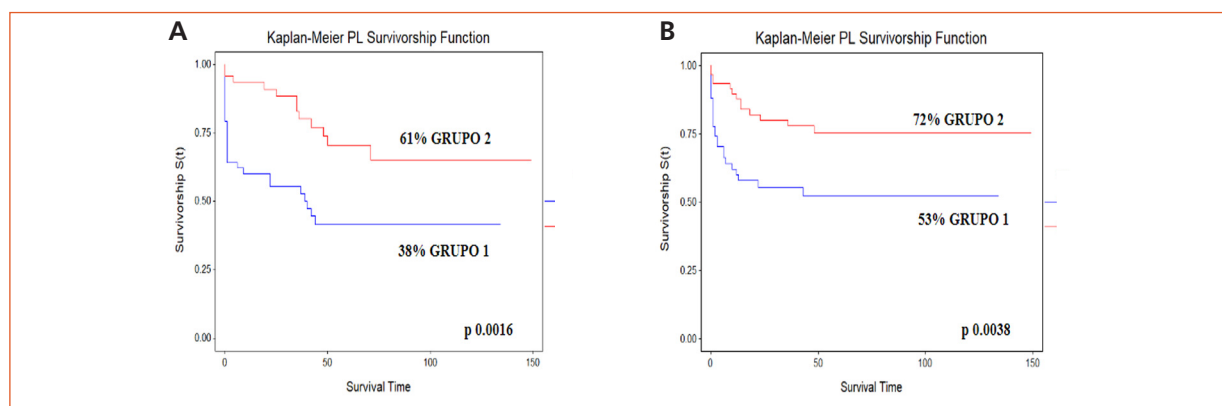 A
Kaplan-Meier PL Survivorship Function
1.00
0.75
0.50
0.25
0.00
Survivorship S(t)
61% GRUPO 2
38% GRUPO 1
p 0.0016
0
50
100
150
Survival Time
B
Kaplan-Meier PL Survivorship Function
1.00
0.75
0.50
0.25
0.00
Survivorship S(t)
72% GRUPO 2
53% GRUPO 1
p 0.0038
0
50
100
150
Survival Time